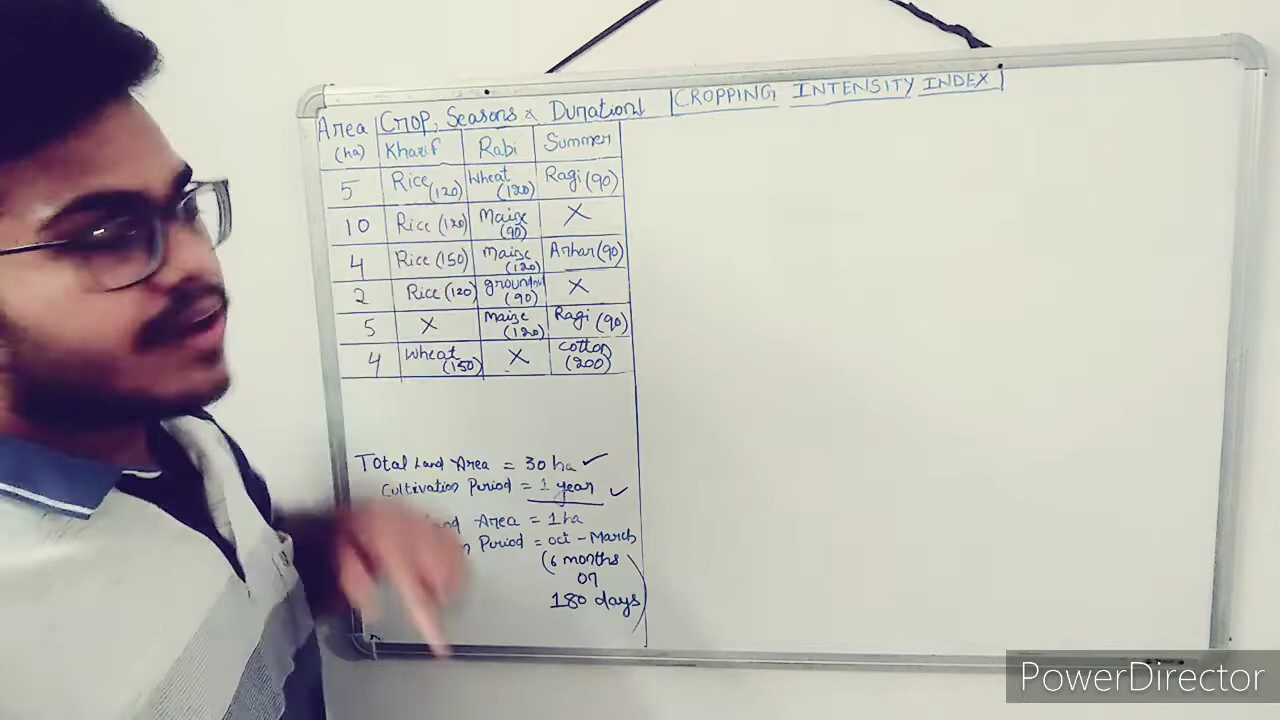 Area Crop, Seasons & Duration CROPPING INTENSITY INDEX
(ha) Kharif Rabi Summer
5 Rice (120) Wheat (120) Ragi (90)
10 Rice (120) Maize (90) X
4 Rice (150) Maize (120) Arhar (90)
2 Rice (120) (90) X
5 X Maize (120) Ragi (90)
4 Wheat (150) X Cotton (200)
Total Land Area = 30 ha ✓
Cultivation Period = 1 year ✓
Area = 1 ha
Period = Oct - March
(6 months
or
180 days)
PowerDirector